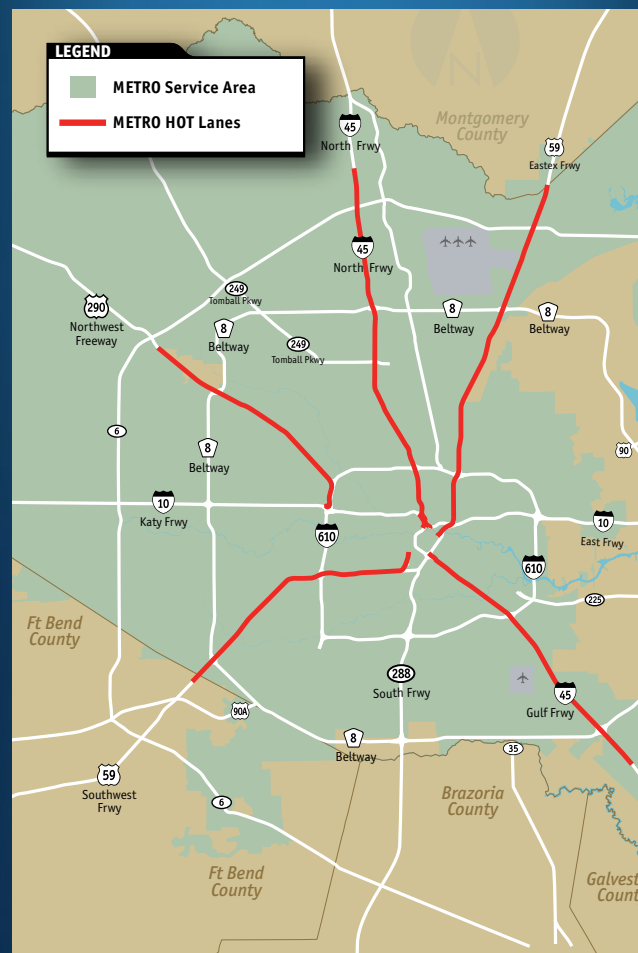 LEGEND
METRO Service Area
METRO HOT Lanes
N
Montgomery
County
45
North Frwy
59
Eastex Frwy
45
North Frwy
249
Tomball Pkwy
290
Northwest
Freeway
8
Beltway
8
Beltway
8
Beltway
249
Tomball Pkwy
6
8
Beltway
90
10
Katy Frwy
610
10
East Frwy
610
225
Ft Bend
County
288
South Frwy
45
Gulf Frwy
90A
8
Beltway
35
59
Southwest
Frwy
6
Brazoria
County
Ft Bend
County
Galvest
Count